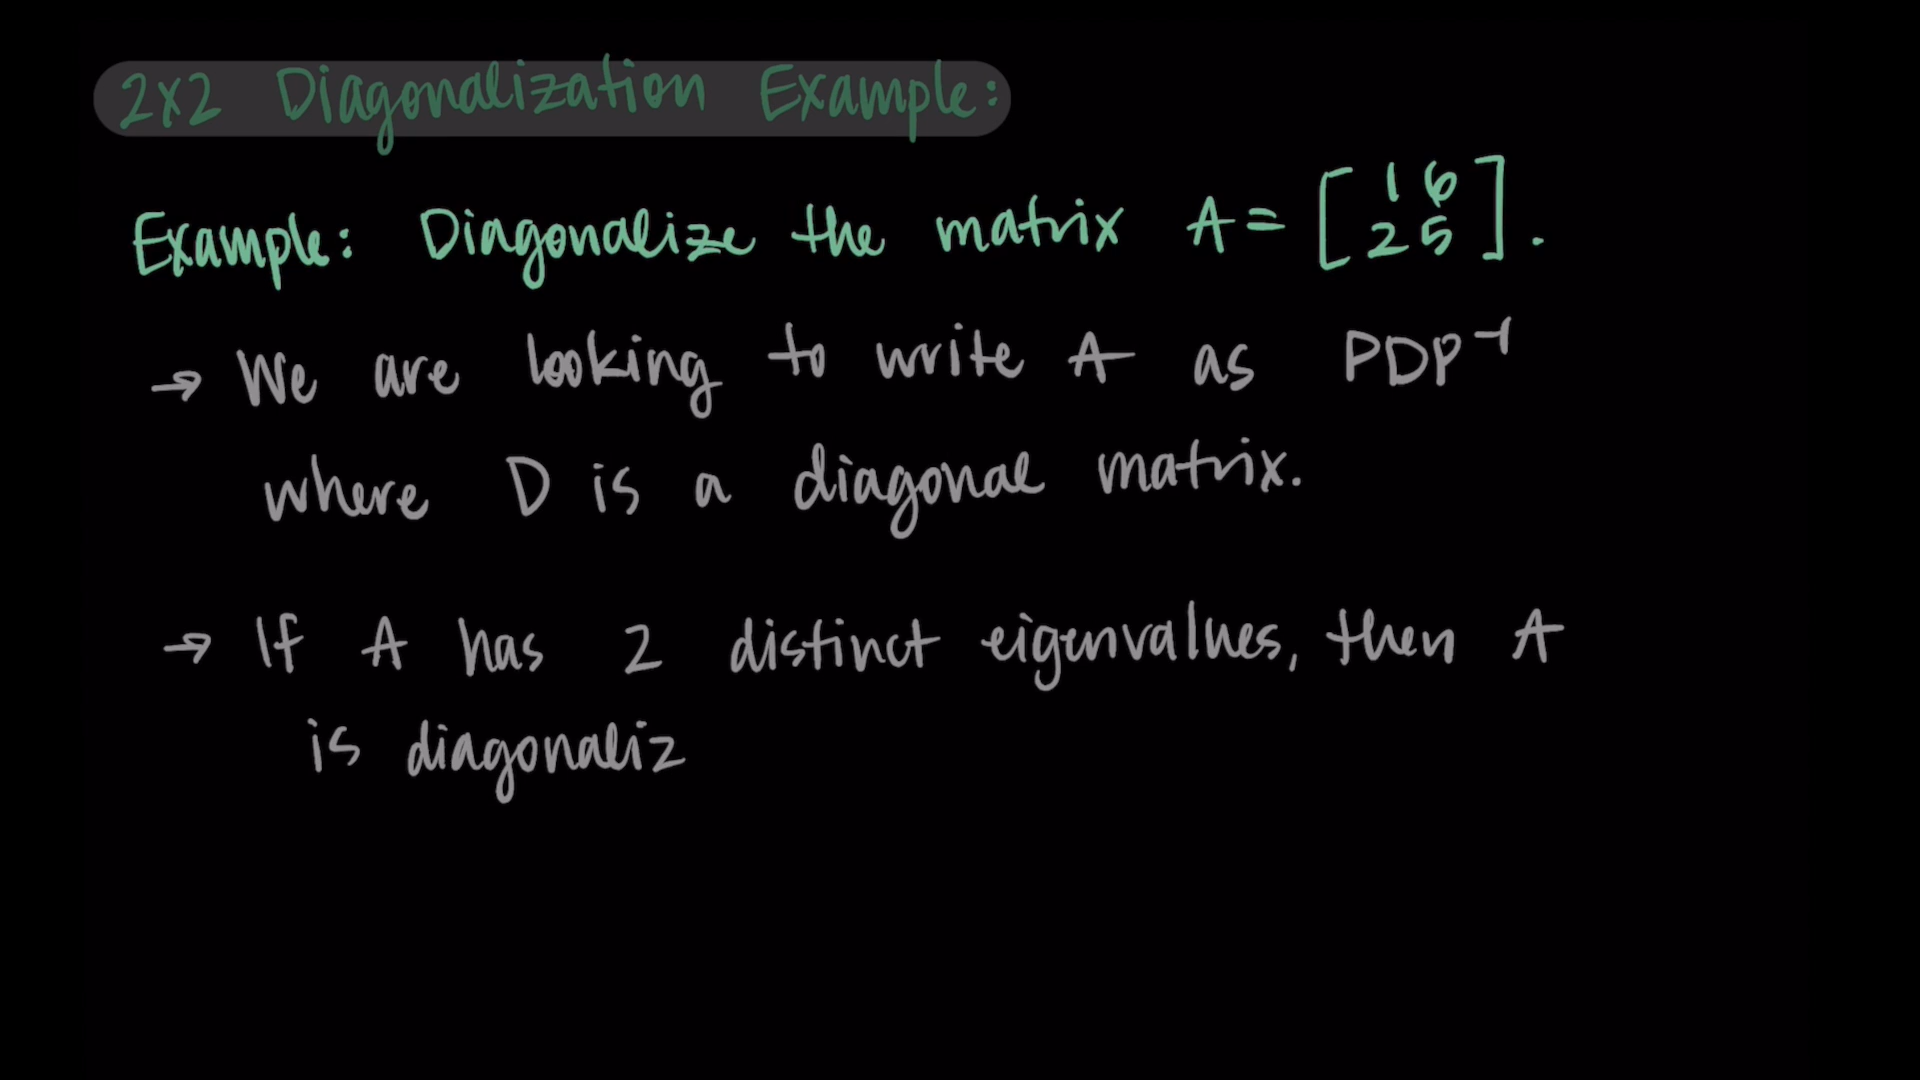 2x2 Diagonalization Example:
Example: Diagonalize the matrix A = [1 6
2 5].
→ We are looking to write A as PDP⁻¹
where D is a diagonal matrix.
→ If A has 2 distinct eigenvalues, then A
is diagonaliz